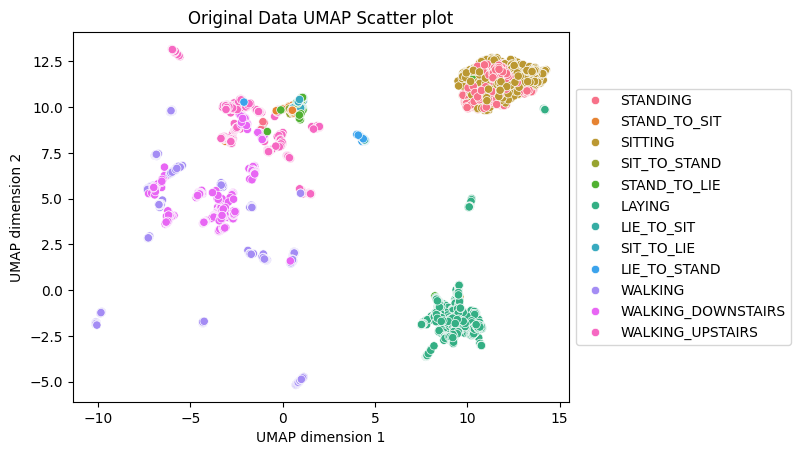 Original Data UMAP Scatter plot
12.5
10.0
7.5
5.0
2.5
0.0
−2.5
−5.0
UMAP dimension 2
−10
−5
0
5
10
15
UMAP dimension 1
STANDING
STAND_TO_SIT
SITTING
SIT_TO_STAND
STAND_TO_LIE
LAYING
LIE_TO_SIT
SIT_TO_LIE
LIE_TO_STAND
WALKING
WALKING_DOWNSTAIRS
WALKING_UPSTAIRS